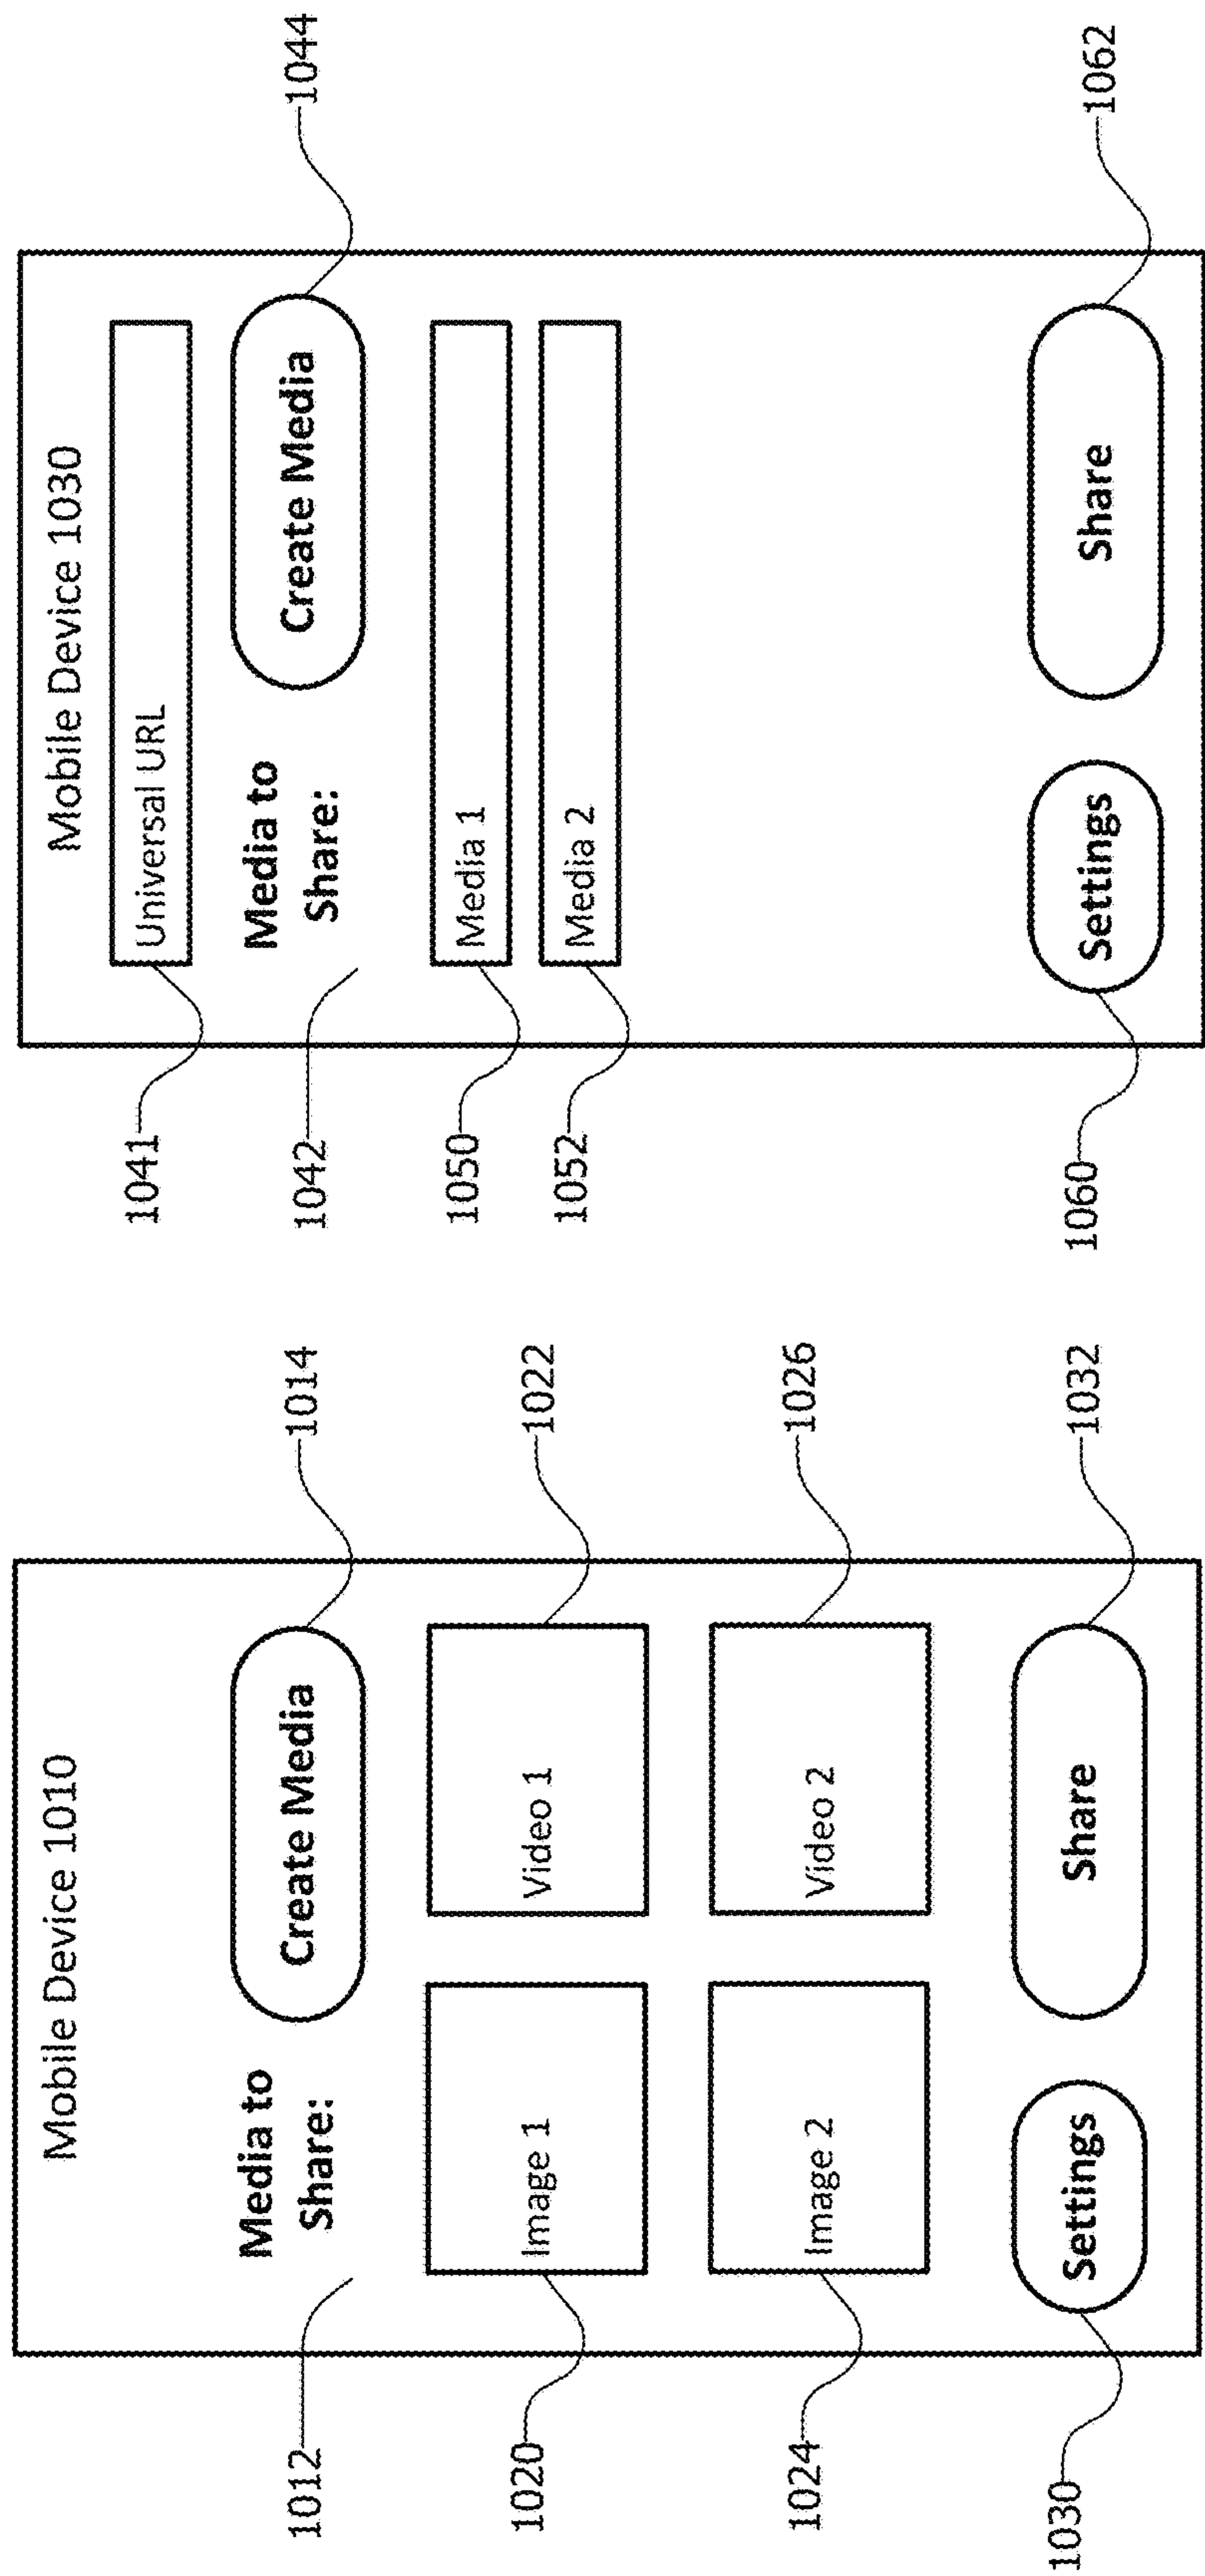 Mobile Device 1010
Media to
Share:
Create Media
Image 1
Video 1
Image 2
Video 2
Settings
Share
1012
1014
1020
1022
1024
1026
1030
1032
Mobile Device 1030
Universal URL
Media to
Share:
Create Media
Media 1
Media 2
Settings
Share
1041
1042
1044
1050
1052
1060
1062